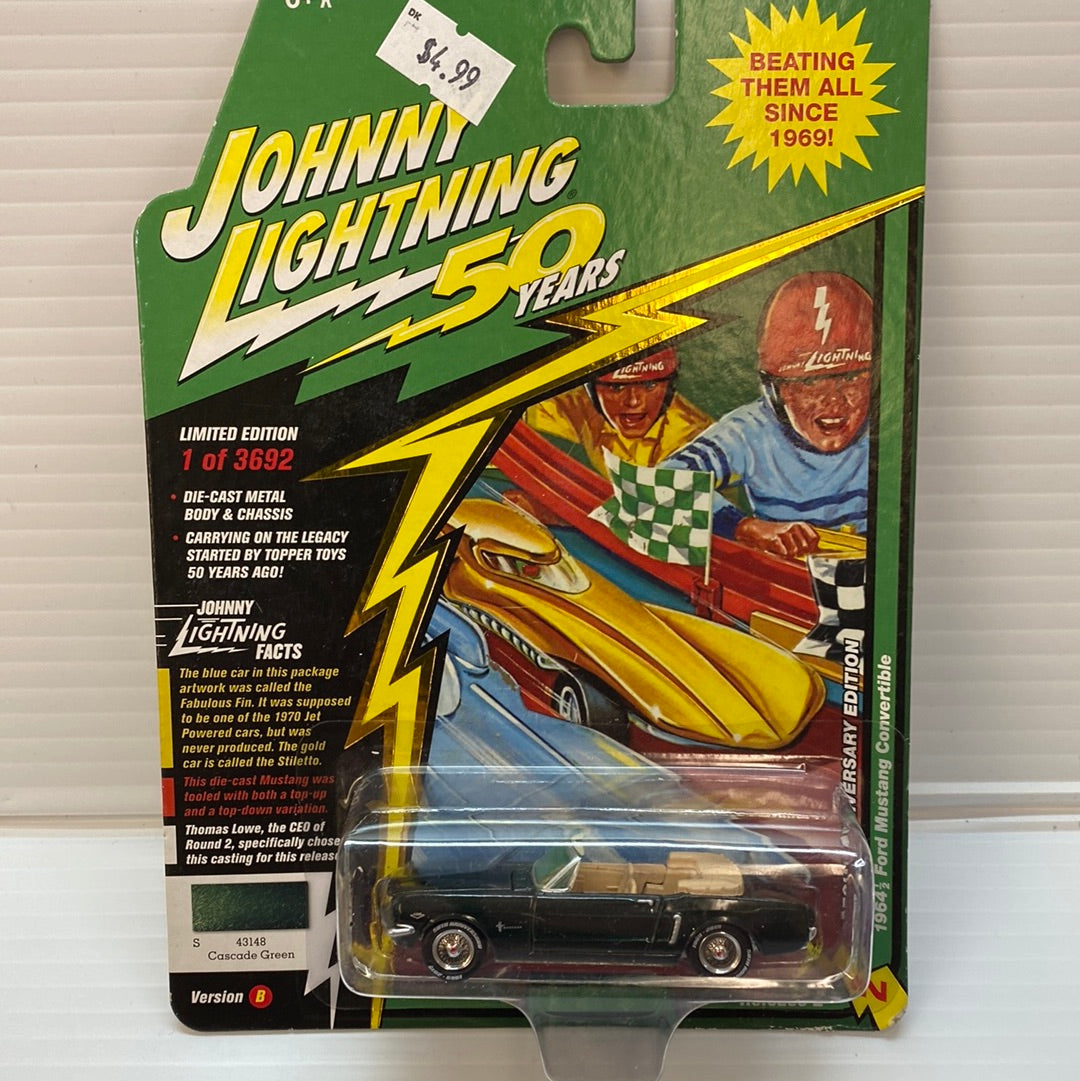 DK
$4.99
BEATING
THEM ALL
SINCE
1969!
JOHNNY
LIGHTNING®
50
YEARS
LIGHTNING
LIGHTNING
LIMITED EDITION
1 of 3692
• DIE-CAST METAL
BODY & CHASSIS
• CARRYING ON THE LEGACY
STARTED BY TOPPER TOYS
50 YEARS AGO!
JOHNNY
LIGHTNING
FACTS
The blue car in this package
artwork was called the
Fabulous Fin. It was supposed
to be one of the 1970 Jet
Powered cars, but was
never produced. The gold
car is called the Stiletto.
This die-cast Mustang was
tooled with both a top-up
and a top-down variation.
Thomas Lowe, the CEO of
Round 2, specifically chose
this casting for this release
S 43148
Cascade Green
Version B
VERSARY EDITION
1964½ Ford Mustang Convertible
2